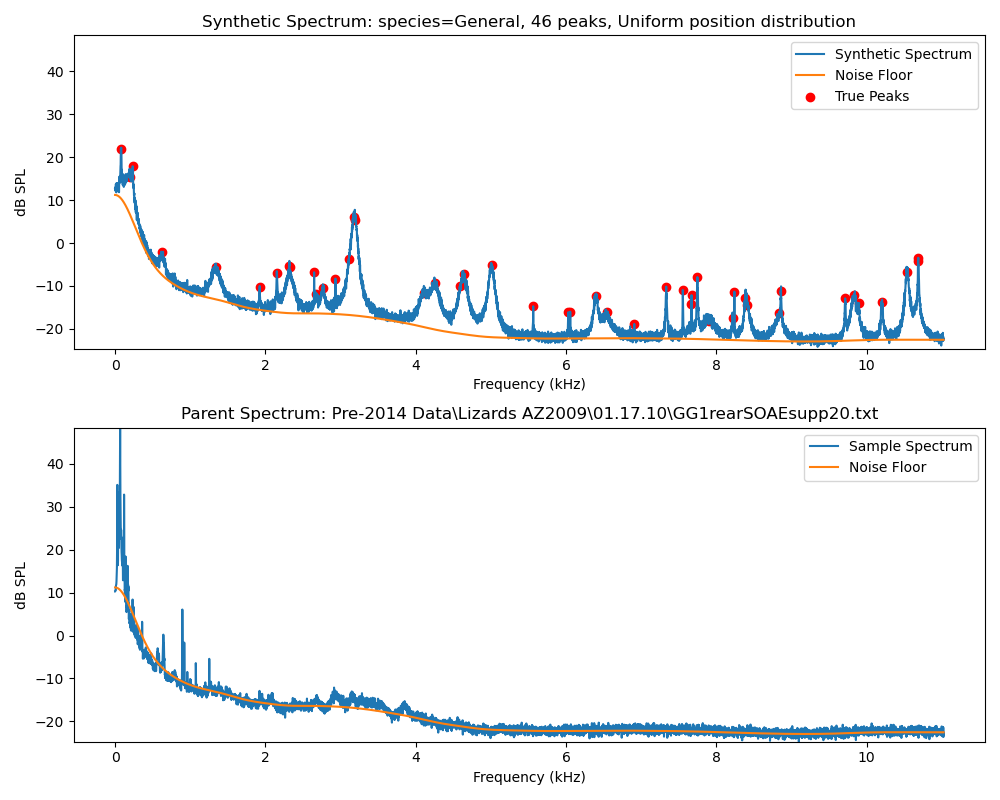 Synthetic Spectrum: species=General, 46 peaks, Uniform position distribution
40
30
20
10
0
−10
−20
dB SPL
Synthetic Spectrum
Noise Floor
True Peaks
0 2 4 6 8 10
Frequency (kHz)
Parent Spectrum: Pre-2014 Data\Lizards AZ2009\01.17.10\GG1rearSOAEsupp20.txt
40
30
20
10
0
−10
−20
dB SPL
Sample Spectrum
Noise Floor
0 2 4 6 8 10
Frequency (kHz)